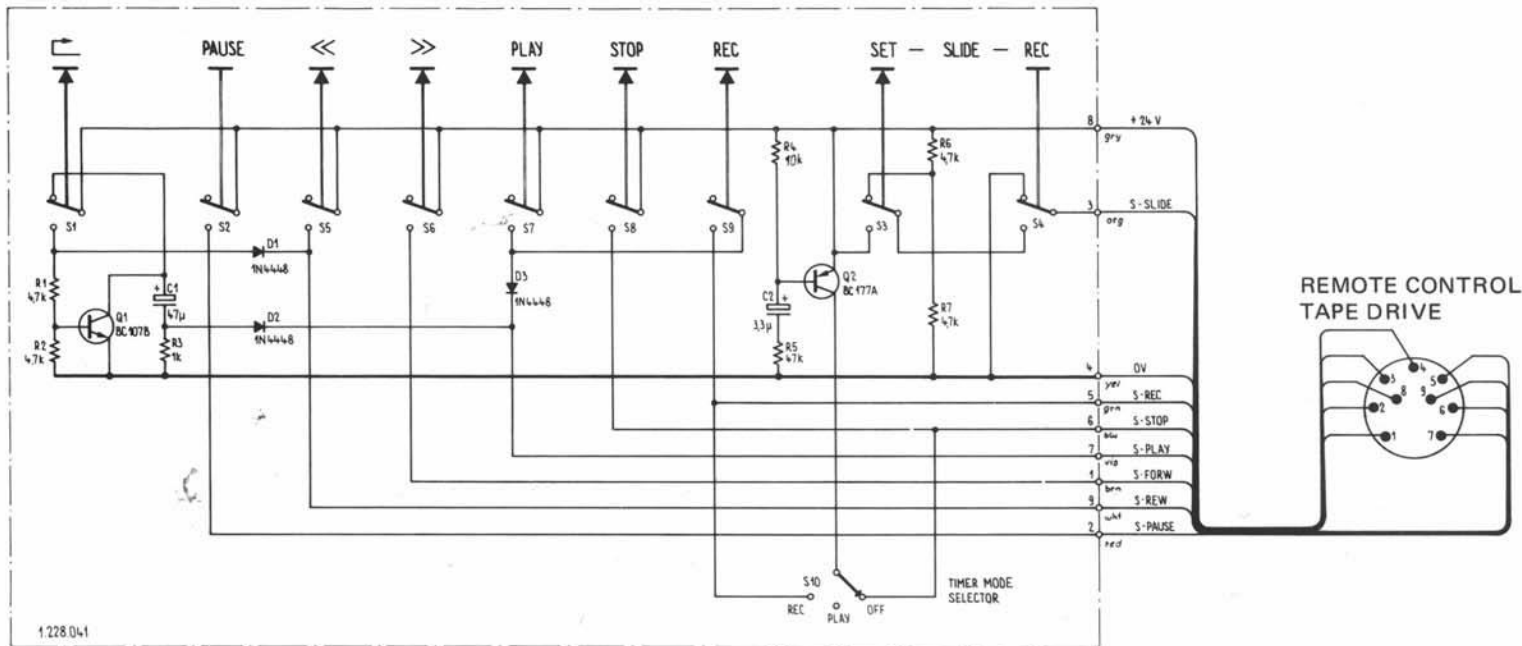 PAUSE << >> PLAY STOP REC SET - SLIDE - REC
8 +24V
gry
R4
10k
R6
4,7k
3 S-SLIDE
org
S1 S2 S5 S6 S7 S8 S9 S3 S4
D1
1N4448
R1
4,7k
Q1
BC107B
+ C1
47µ
D3
1N4448
C2 +
3,3µ
Q2
BC177A
R7
4,7k
R2
4,7k
R3
1k
D2
1N4448
R5
47k
REMOTE CONTROL
TAPE DRIVE
4 0V
yel
5 S-REC
grn
6 S-STOP
blu
7 S-PLAY
vio
1 S-FORW
brn
9 S-REW
wht
2 S-PAUSE
red
4
3 5
8 9
2 6
1 7
S10
REC PLAY OFF
TIMER MODE
SELECTOR
1.228.041